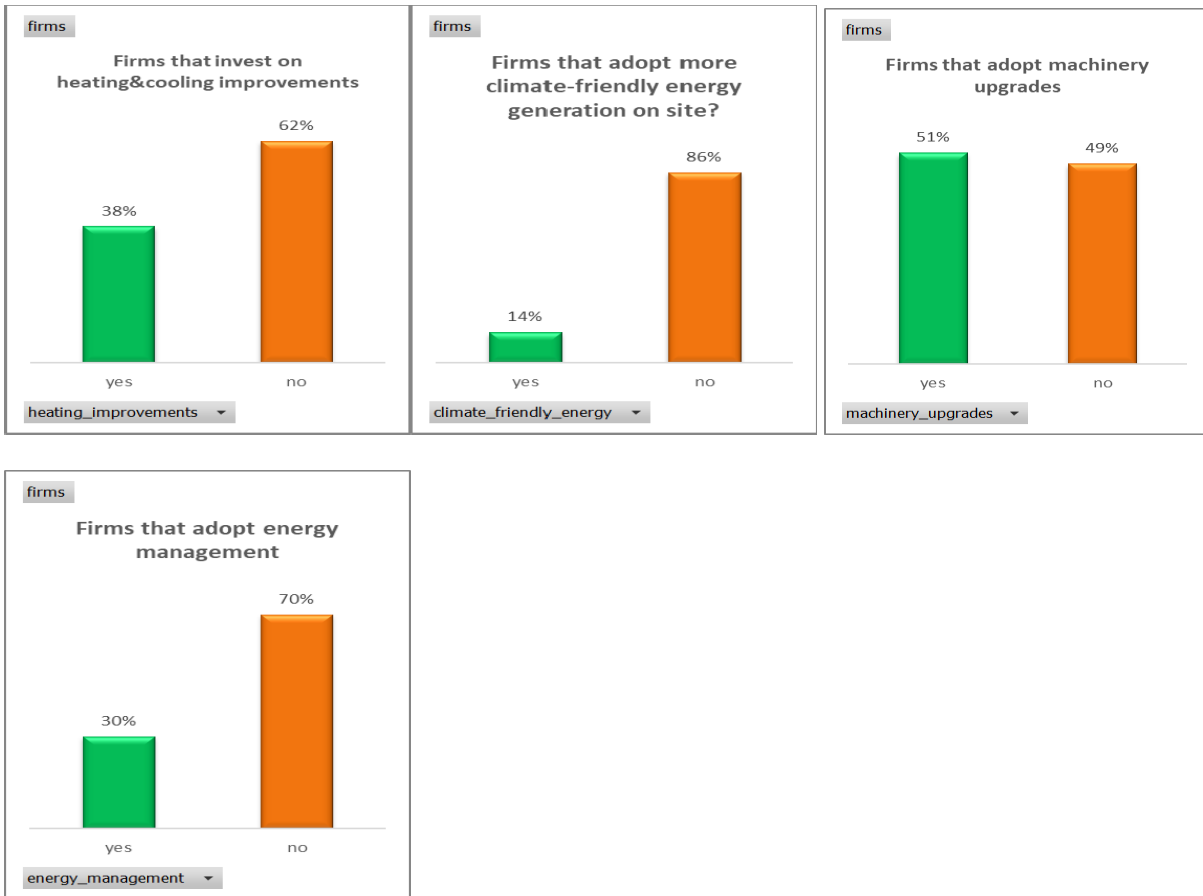 firms
Firms that invest on
heating&cooling improvements
38%
62%
yes
no
heating_improvements
firms
Firms that adopt more
climate-friendly energy
generation on site?
14%
86%
yes
no
climate_friendly_energy
firms
Firms that adopt machinery
upgrades
51%
49%
yes
no
machinery_upgrades
firms
Firms that adopt energy
management
30%
70%
yes
no
energy_management